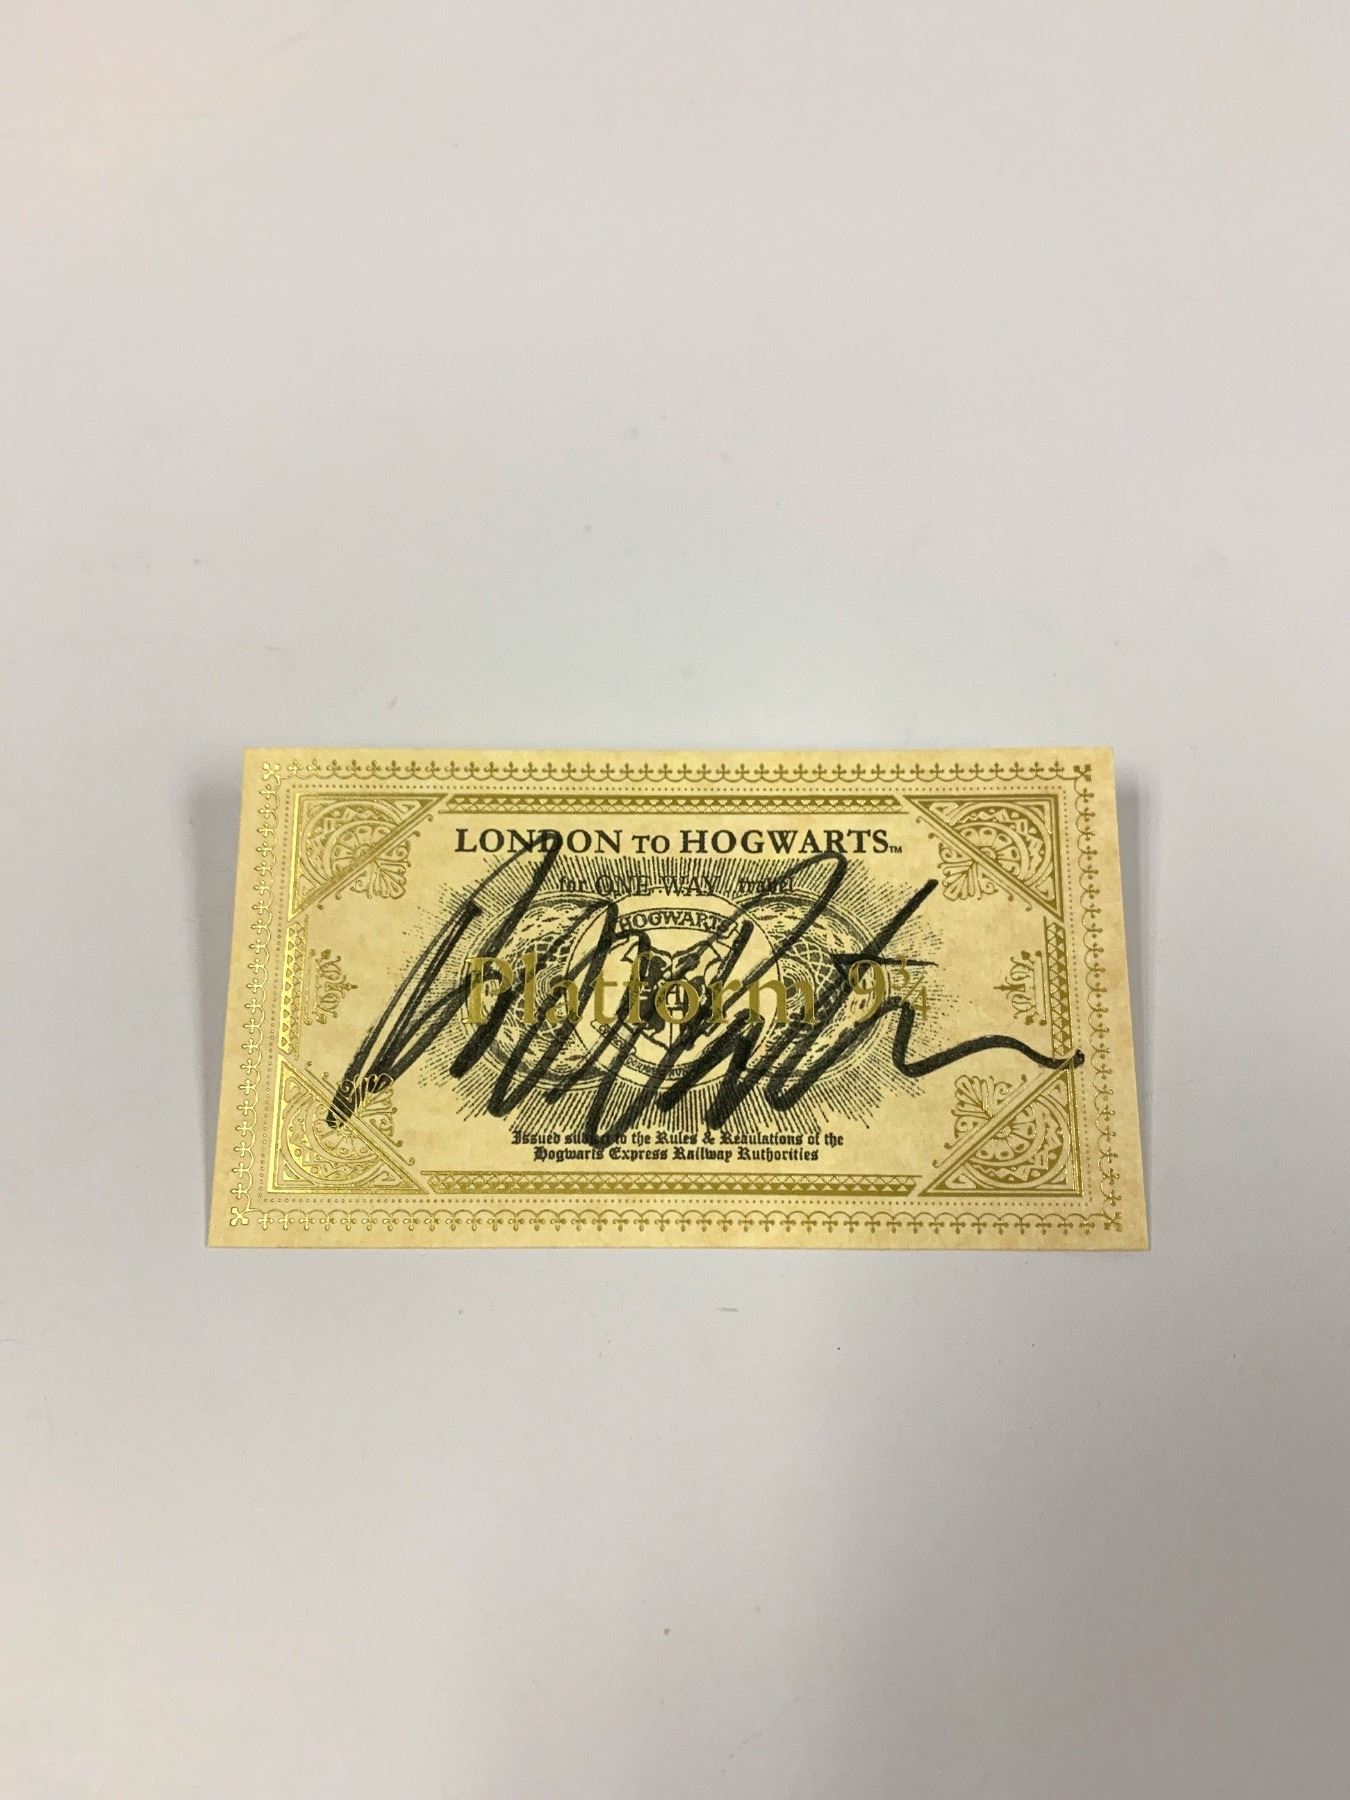 LONDON TO HOGWARTS™
for ONE WAY travel
HOGWARTS
Platform 9¾
Issued subject to the Rules & Regulations of the
Hogwarts Express Railway Authorities